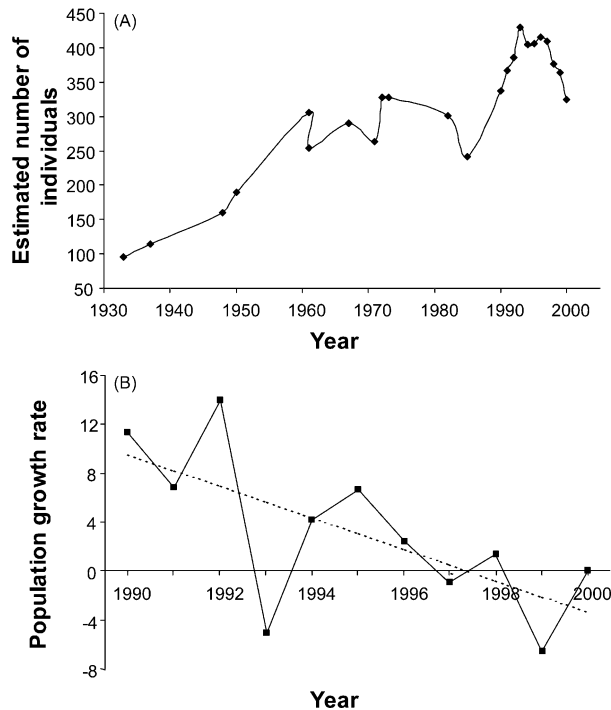 (A)
Estimated number of
individuals
450
400
350
300
250
200
150
100
50
1930 1940 1950 1960 1970 1980 1990 2000
Year
(B)
Population growth rate
16
12
8
4
0
-4
-8
1990 1992 1994 1996 1998 2000
Year